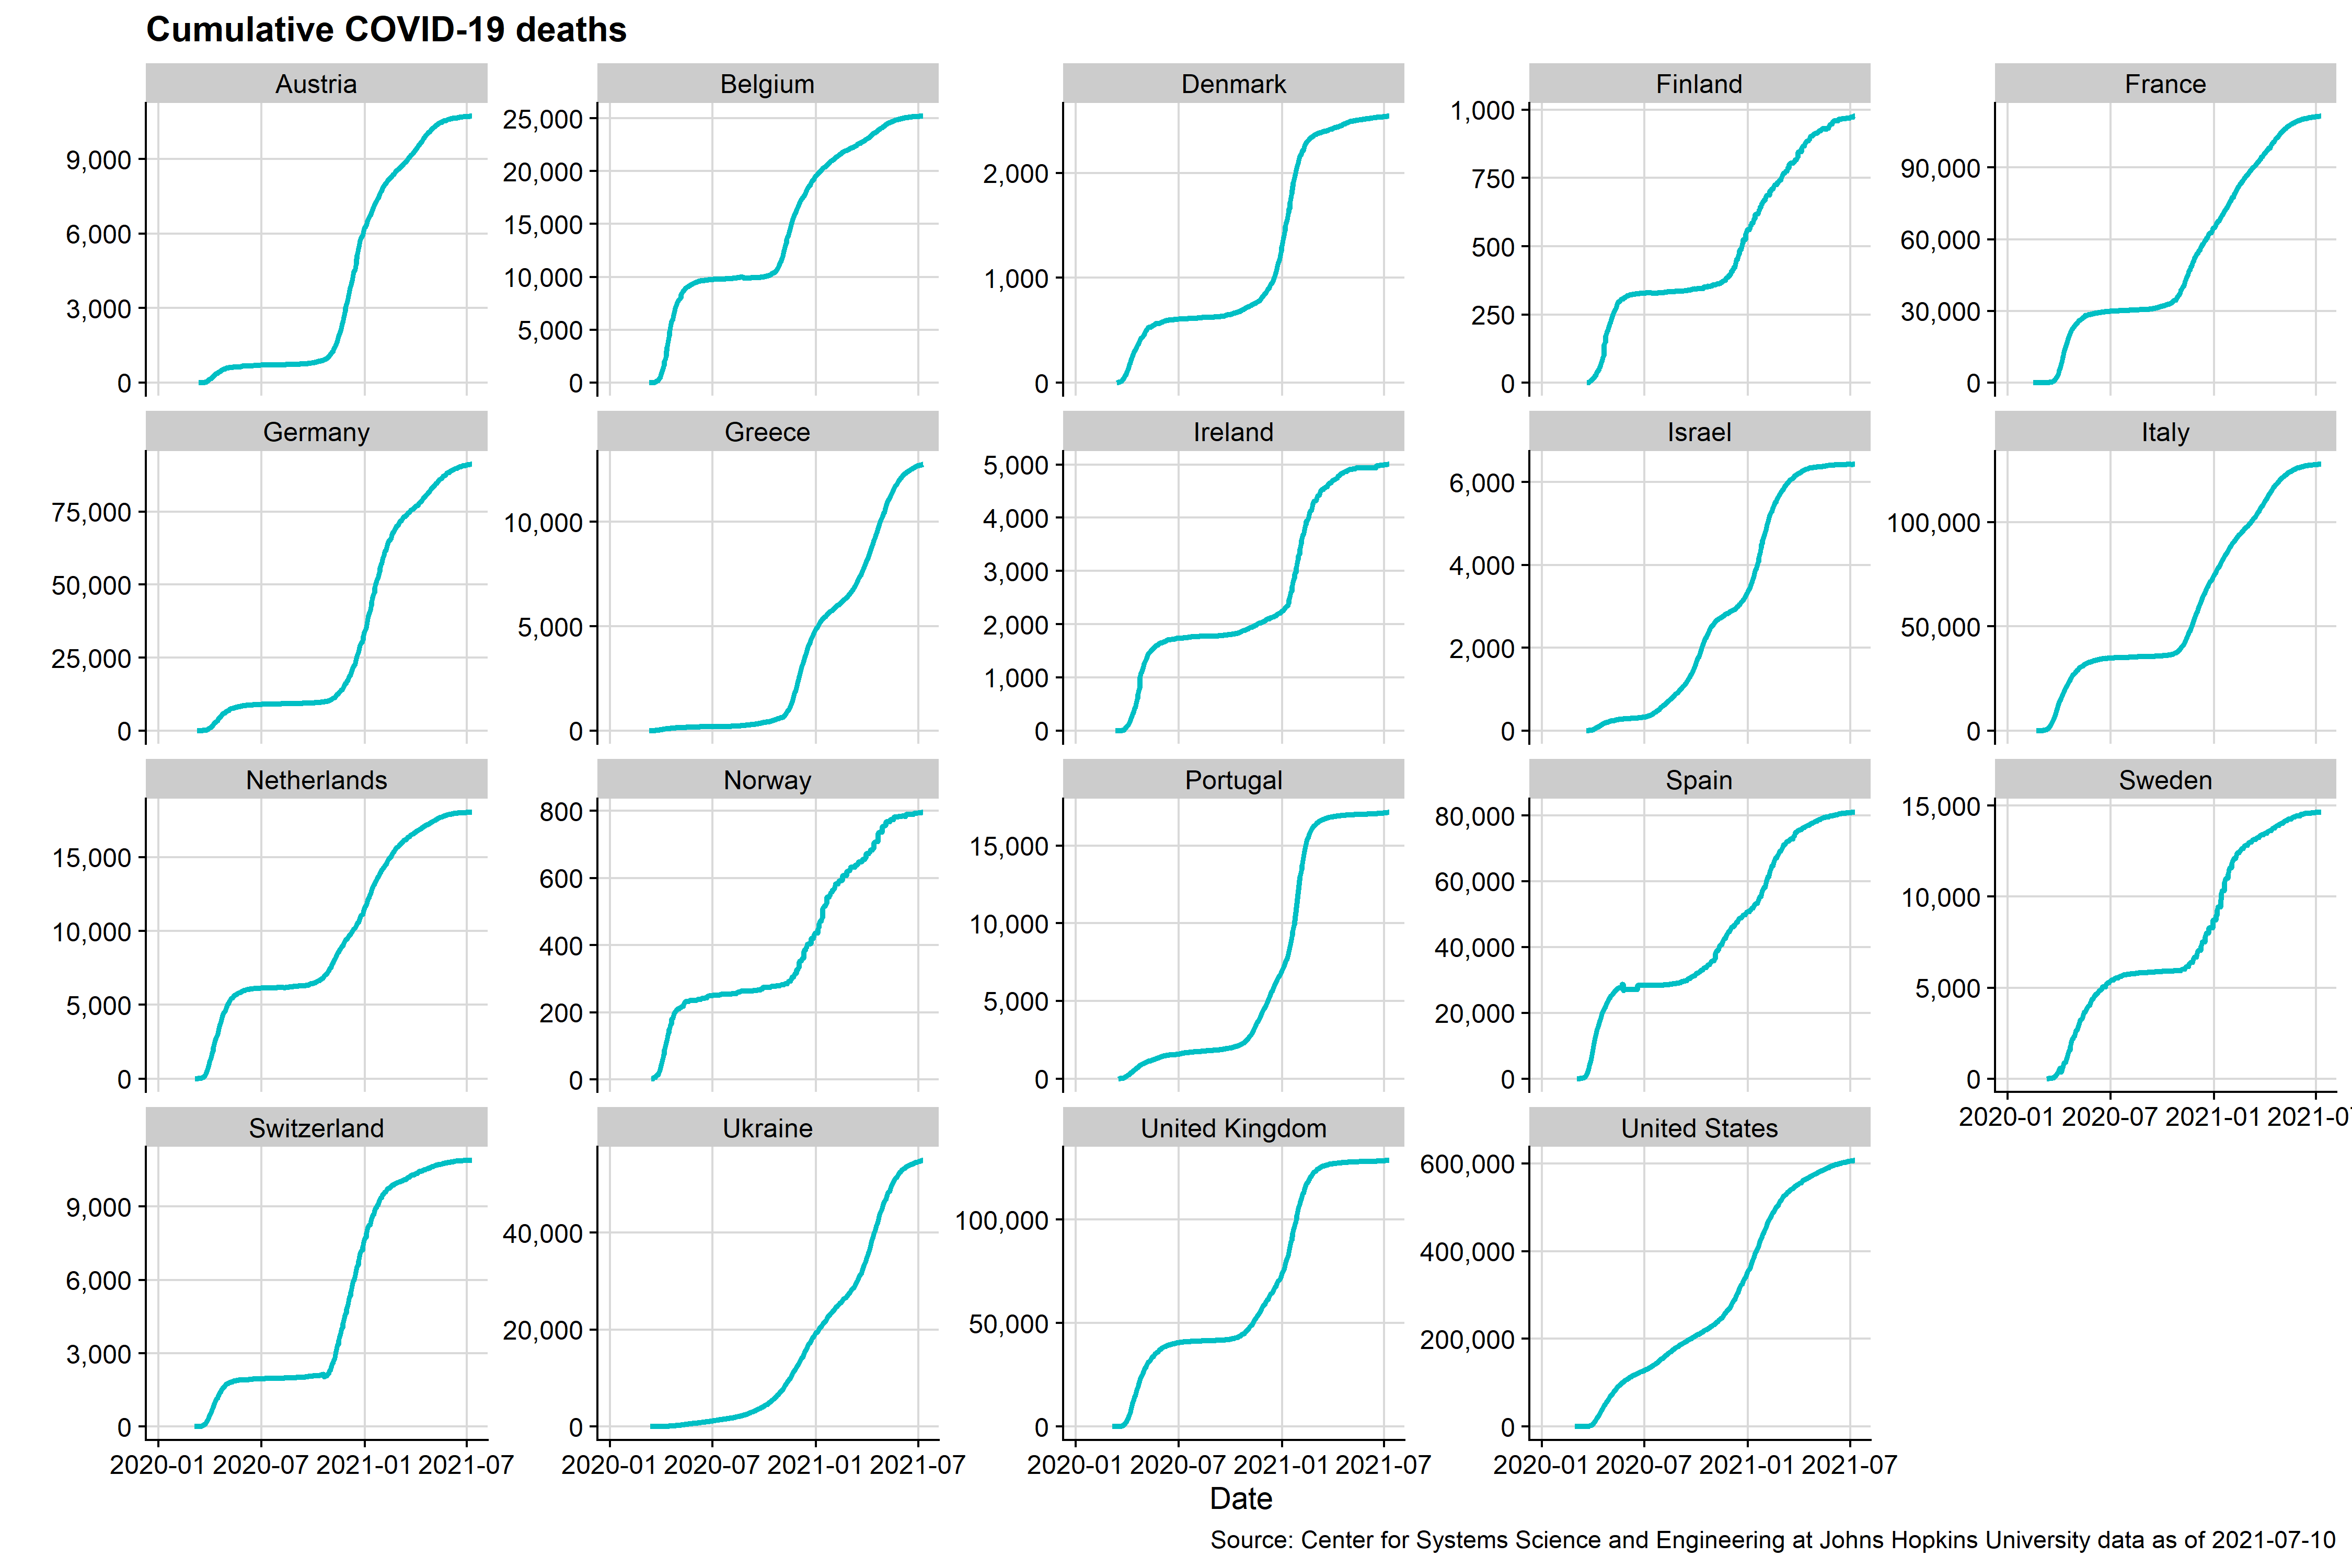 Cumulative COVID-19 deaths
Austria Belgium Denmark Finland France
9,000 6,000 3,000 0
25,000 20,000 15,000 10,000 5,000 0
2,000 1,000 0
1,000 750 500 250 0
90,000 60,000 30,000 0
Germany Greece Ireland Israel Italy
75,000 50,000 25,000 0
10,000 5,000 0
5,000 4,000 3,000 2,000 1,000 0
6,000 4,000 2,000 0
100,000 50,000 0
Netherlands Norway Portugal Spain Sweden
15,000 10,000 5,000 0
800 600 400 200 0
15,000 10,000 5,000 0
80,000 60,000 40,000 20,000 0
15,000 10,000 5,000 0
2020-01 2020-07 2021-01 2021-0
Switzerland Ukraine United Kingdom United States
9,000 6,000 3,000 0
40,000 20,000 0
100,000 50,000 0
600,000 400,000 200,000 0
2020-01 2020-07 2021-01 2021-07 2020-01 2020-07 2021-01 2021-07 2020-01 2020-07 2021-01 2021-07 2020-01 2020-07 2021-01 2021-07
Date
Source: Center for Systems Science and Engineering at Johns Hopkins University data as of 2021-07-10